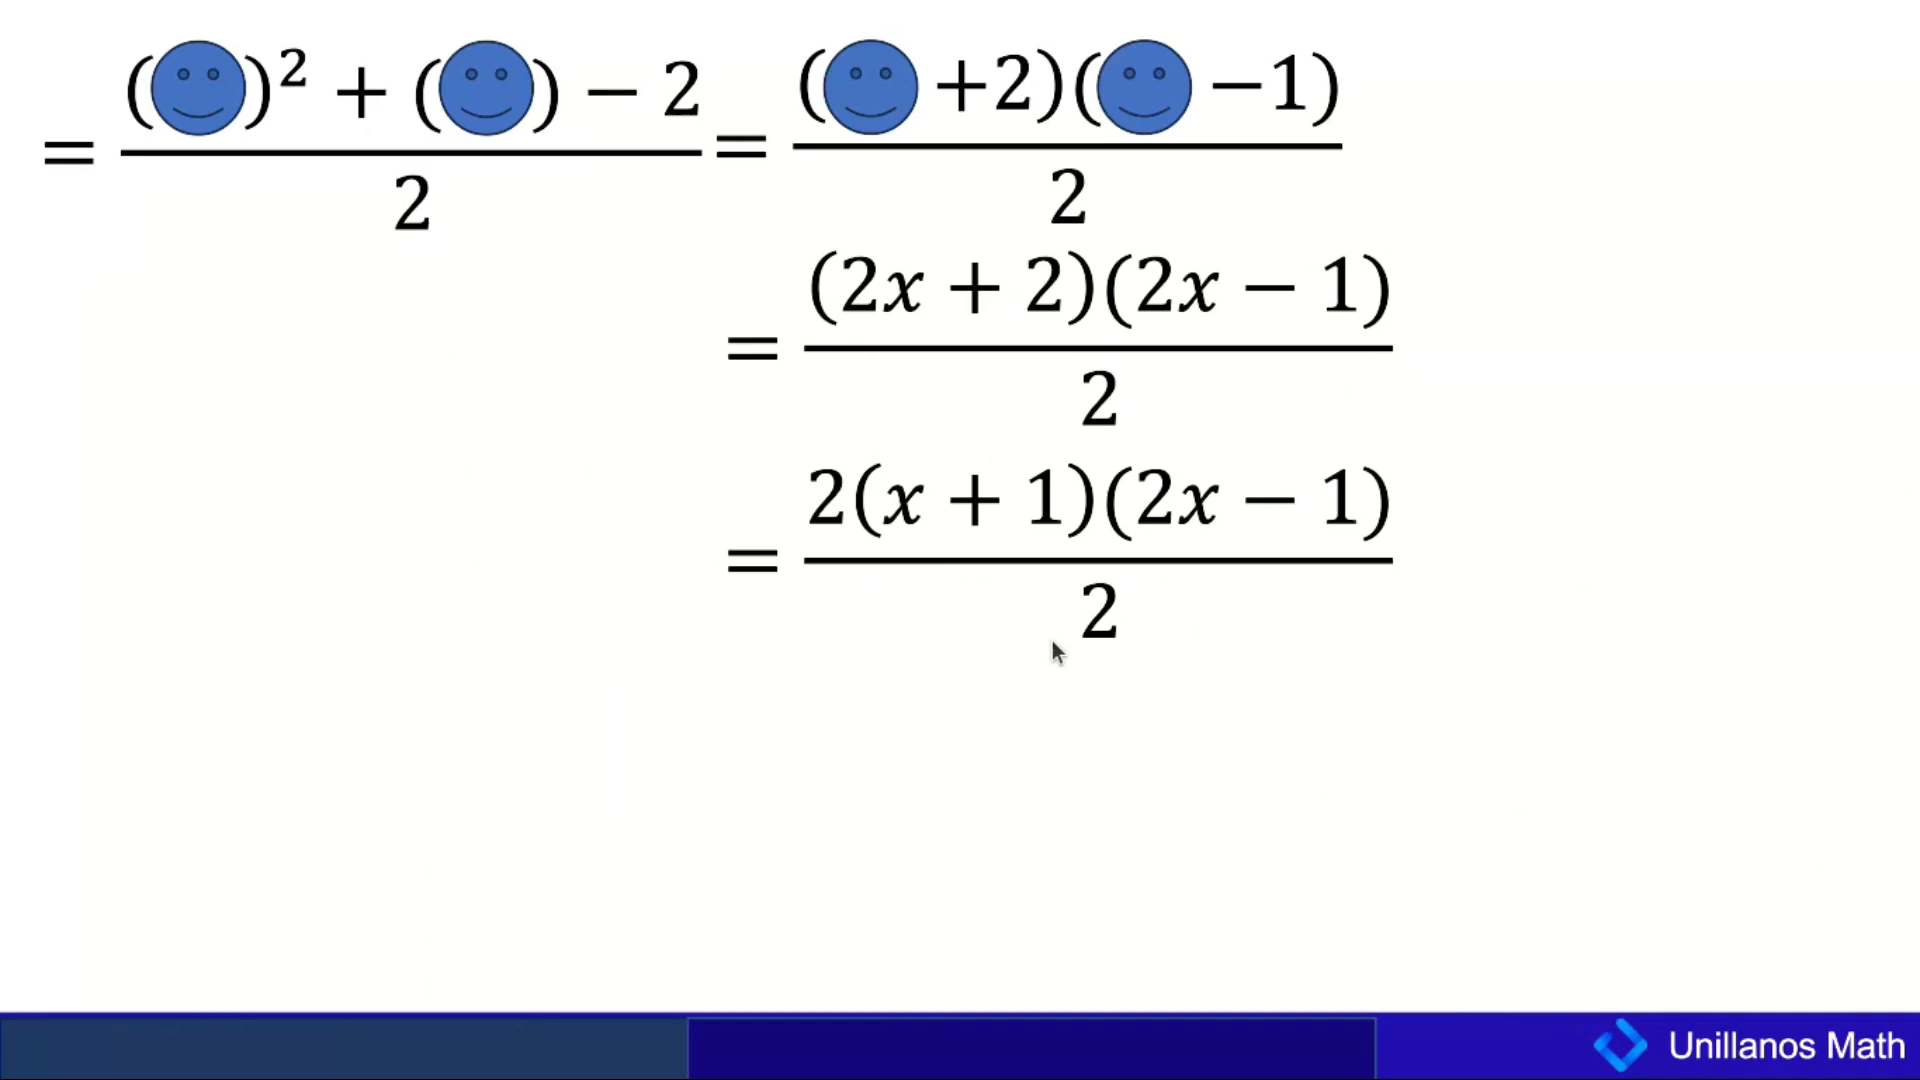 = (( )² + ( ) − 2) / 2 = (( +2)( −1)) / 2
= ((2x + 2)(2x − 1)) / 2
= (2(x + 1)(2x − 1)) / 2
Unillanos Math